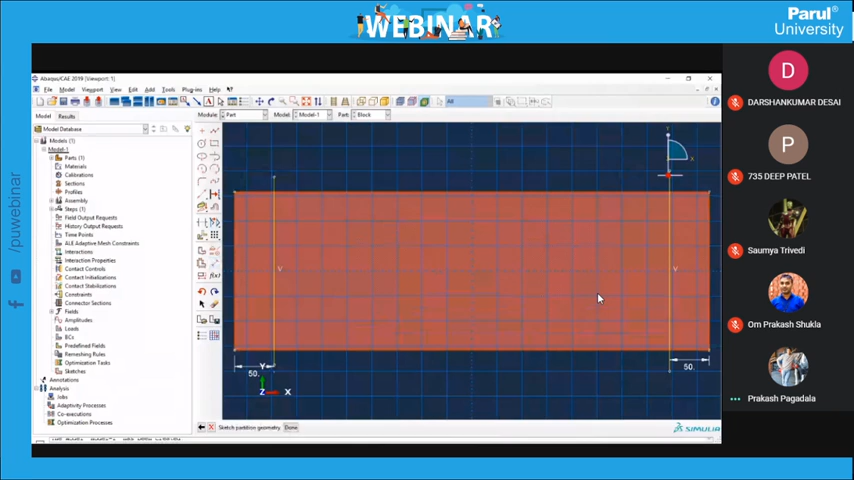 WEBINAR
Parul®
University
/puwebinar
Abaqus/CAE 2019 [Viewport: 1]
File Model Viewport View Edit Add Tools Plug-ins Help
All
Model Results
Module: Part Model: Model-1 Part: Block
Model Database
Models (1)
Model-1
Parts (1)
Materials
Calibrations
Sections
Profiles
Assembly
Steps (1)
Field Output Requests
History Output Requests
Time Points
ALE Adaptive Mesh Constraints
Interactions
Interaction Properties
Contact Controls
Contact Initializations
Contact Stabilizations
Constraints
Connector Sections
Fields
Amplitudes
Loads
BCs
Predefined Fields
Remeshing Rules
Optimization Tasks
Sketches
Annotations
Analysis
Jobs
Adaptivity Processes
Co-executions
Optimization Processes
f(x)
Y
X
V
V
50.
50.
Y
Z X
Sketch partition geometry. Done
SIMULIA
D
DARSHANKUMAR DESAI
P
735 DEEP PATEL
Saumya Trivedi
Om Prakash Shukla
Prakash Pagadala